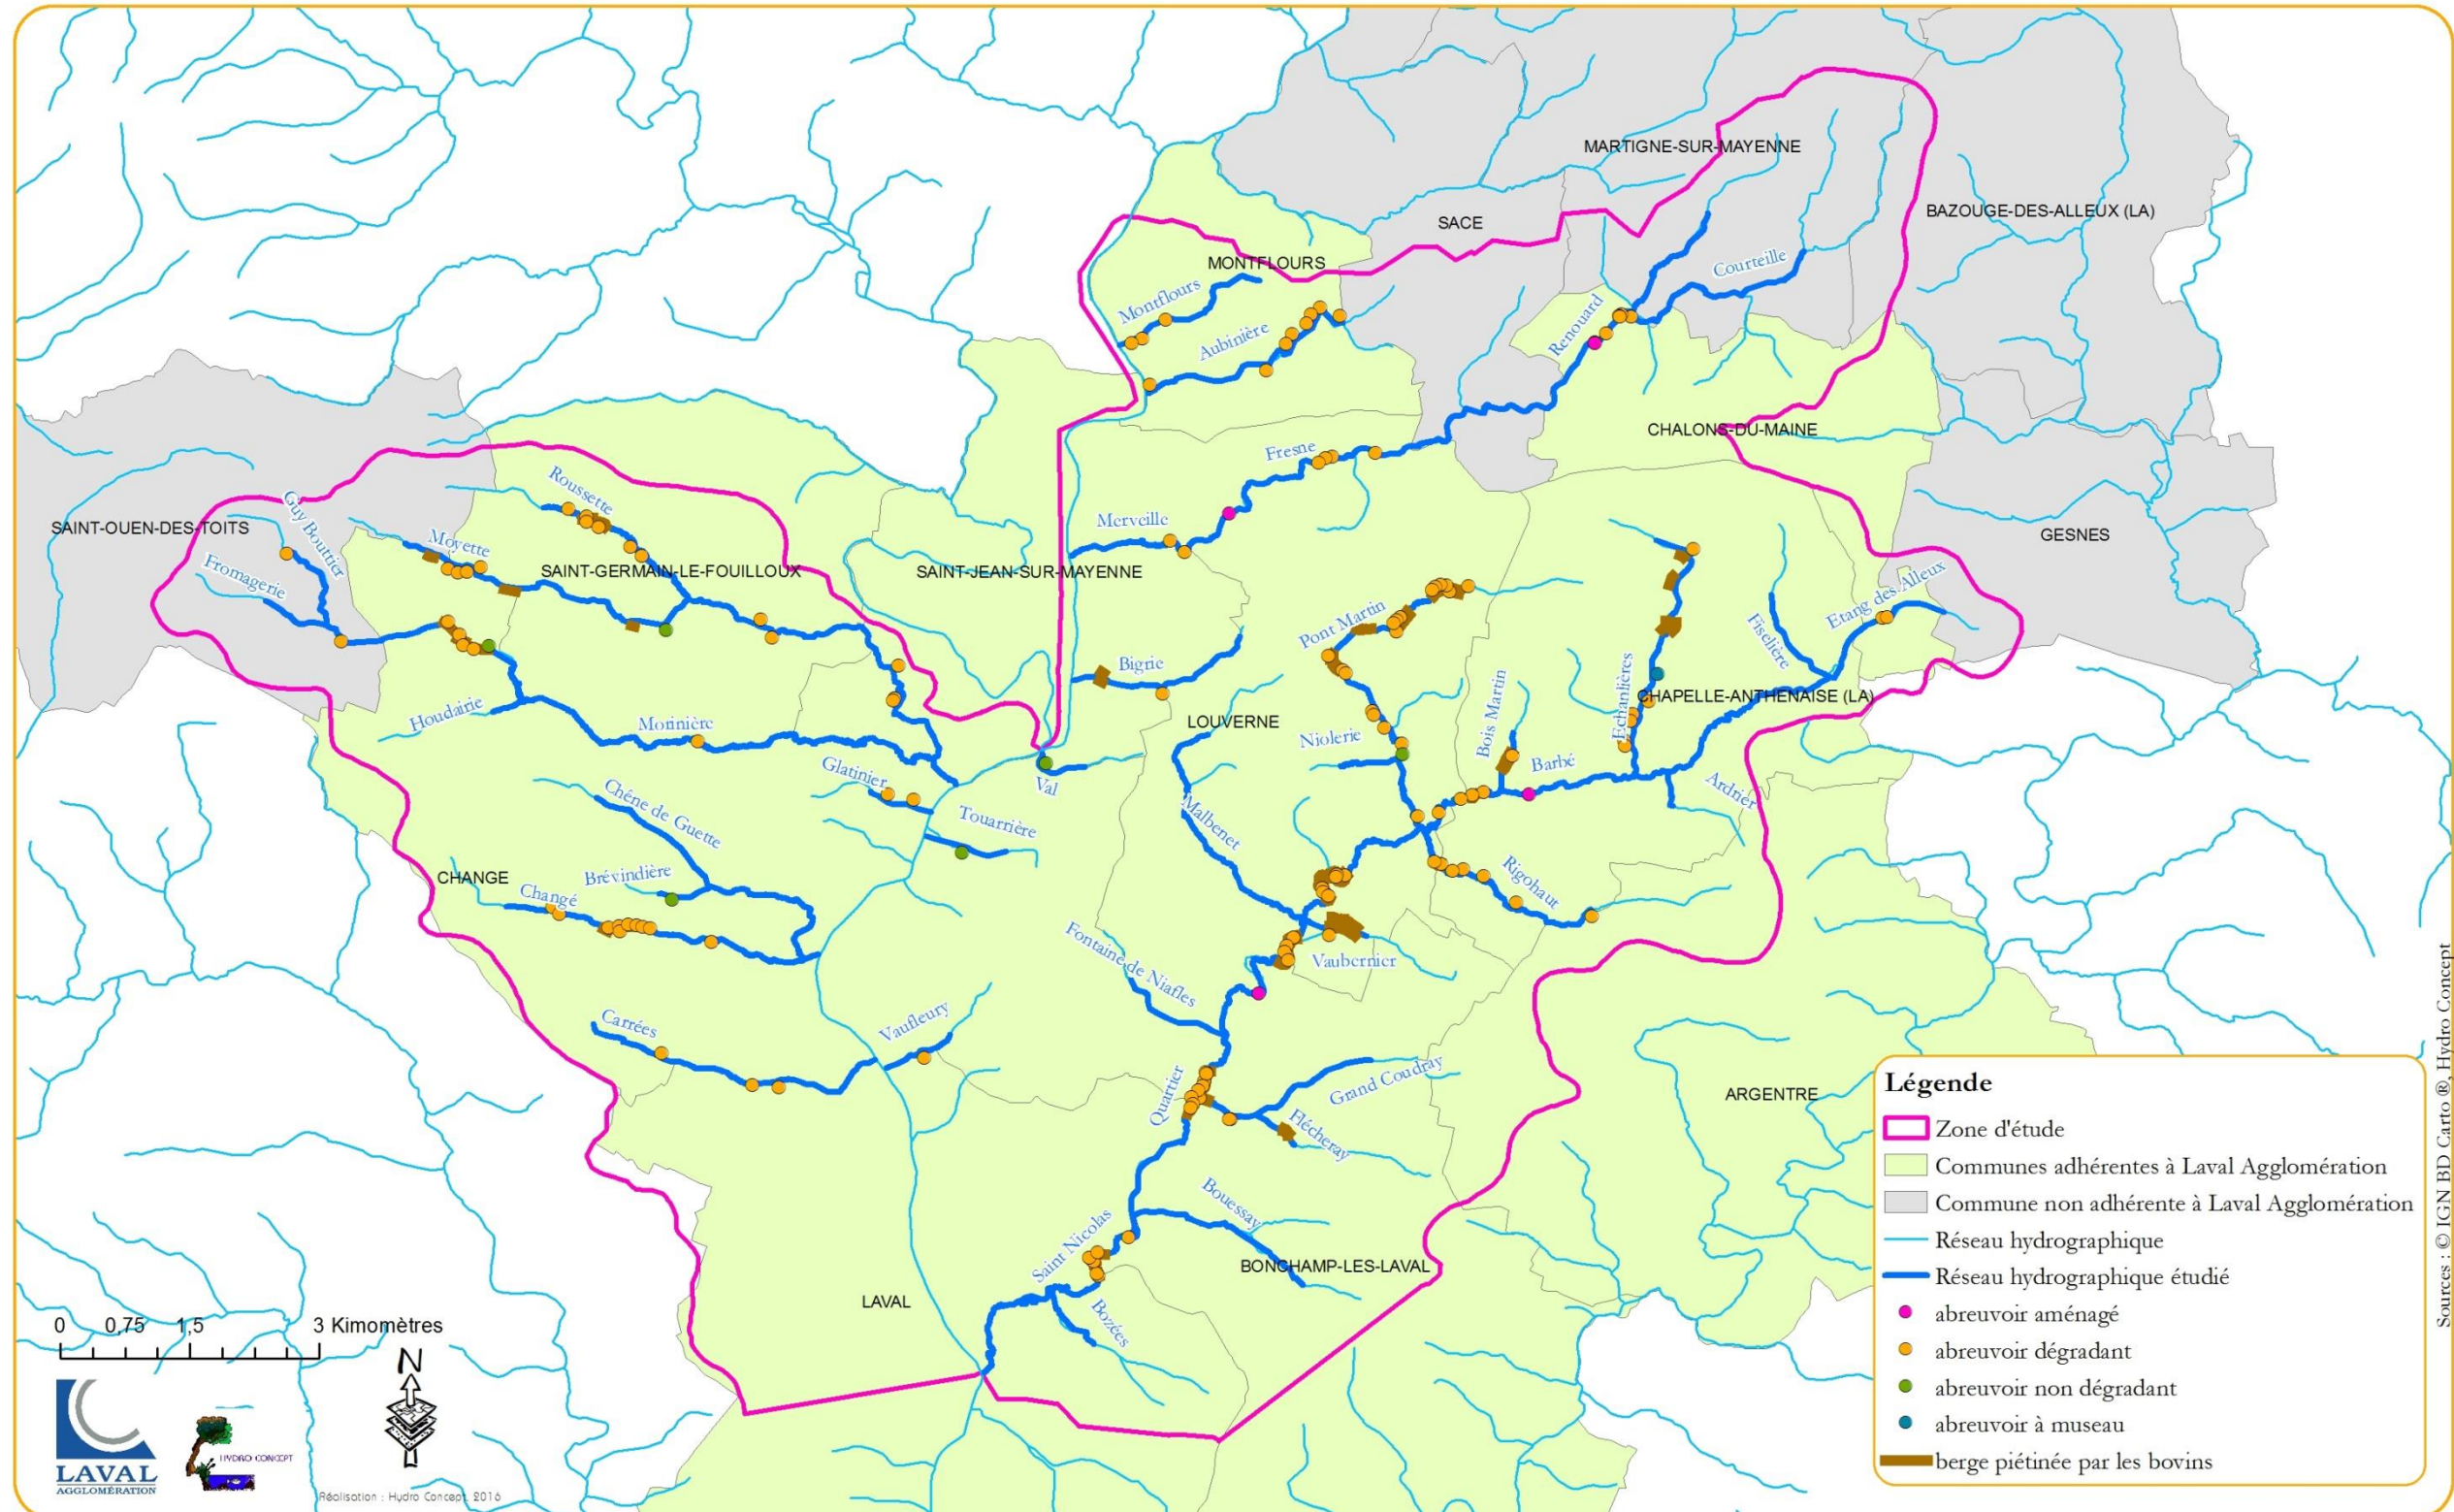 MARTIGNE-SUR-MAYENNE
BAZOUGE-DES-ALLEUX (LA)
SACE
MONTFLOURS
Courteille
Montflours
Renouard
Aubinière
CHALONS-DU-MAINE
Fresne
Roussette
Guy Bouttier
SAINT-OUEN-DES-TOITS
Merveille
GESNES
Moyette
Fromagerie
SAINT-GERMAIN-LE-FOUILLOUX
SAINT-JEAN-SUR-MAYENNE
Etang des Alleux
Pont Martin
Fiselière
Bigrie
Echanlières
CHAPELLE-ANTHENAISE (LA)
Houdairie
Morinière
LOUVERNE
Niolerie
Bois Martin
Barbé
Glatinier
Val
Ardrier
Chêne de Guette
Touarrière
Malbenet
CHANGE
Brévindière
Changé
Rigohaut
Fontaine de Niafles
Vaubernier
Carrées
Vaufleury
Quartier
Grand Coudray
Flécheray
ARGENTRE
Bouessay
Saint Nicolas
BONCHAMP-LES-LAVAL
LAVAL
Bozées
0 0,75 1,5 3 Kimomètres
N
LAVAL
AGGLOMÉRATION
HYDRO CONCEPT
Réalisation : Hydro Concept 2016
Légende
Zone d'étude
Communes adhérentes à Laval Agglomération
Commune non adhérente à Laval Agglomération
Réseau hydrographique
Réseau hydrographique étudié
abreuvoir aménagé
abreuvoir dégradant
abreuvoir non dégradant
abreuvoir à museau
berge piétinée par les bovins
Sources : © IGN BD Carto ®, Hydro Concept